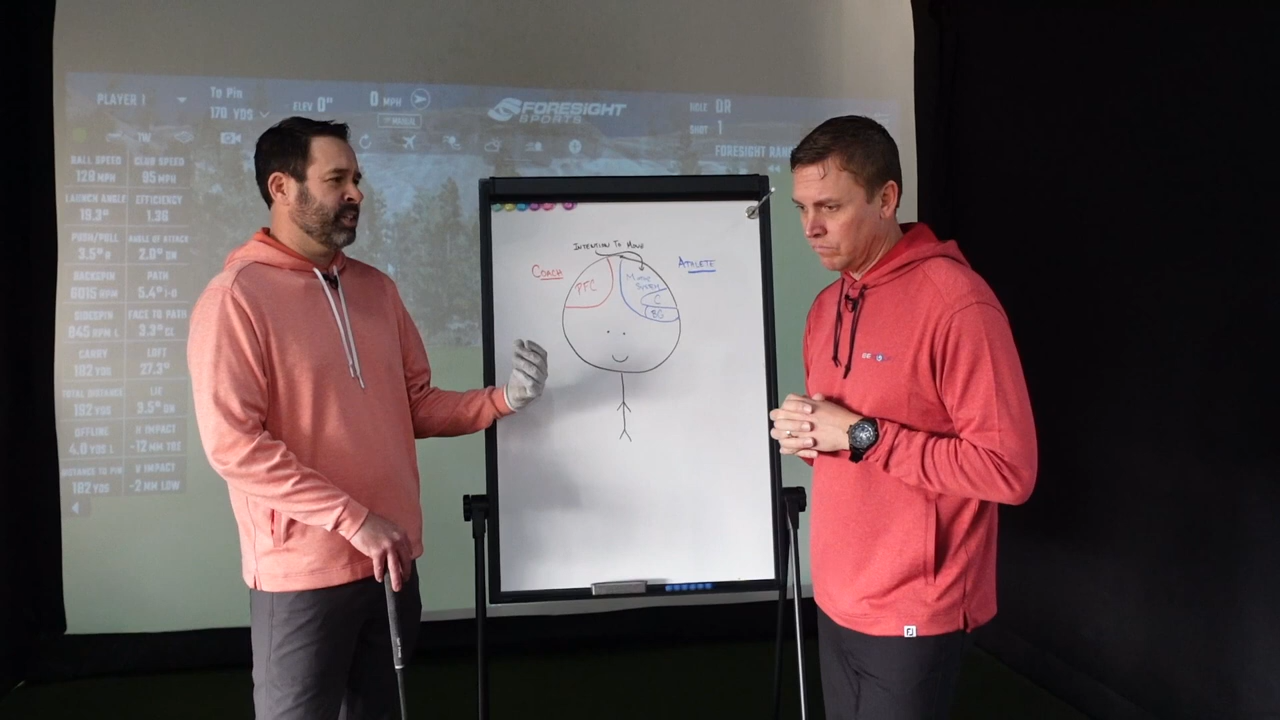 PLAYER 1
To Pin
170 YDS
ELEV 0"
0 MPH
FORESIGHT
SPORTS
HOLE DR
SHOT 1
FORESIGHT RANG
TW
BALL SPEED CLUB SPEED
128 MPH 95 MPH
LAUNCH ANGLE EFFICIENCY
19.3° 1.36
PUSH/PULL ANGLE OF ATTACK
3.5° R 2.0° DN
BACKSPIN PATH
6015 RPM 5.4° I-O
SIDESPIN FACE TO PATH
845 RPM L 3.3° CL
CARRY LOFT
182 YDS 27.3°
TOTAL DISTANCE LIE
192 YDS 3.5° DN
OFFLINE H IMPACT
4.0 YDS L -12 MM TOE
DISTANCE TO PIN V IMPACT
182 YDS -2 MM LOW
INTENTION TO MOVE
COACH
ATHLETE
PFC
MOTOR
SYSTEM
C
BG
FJ